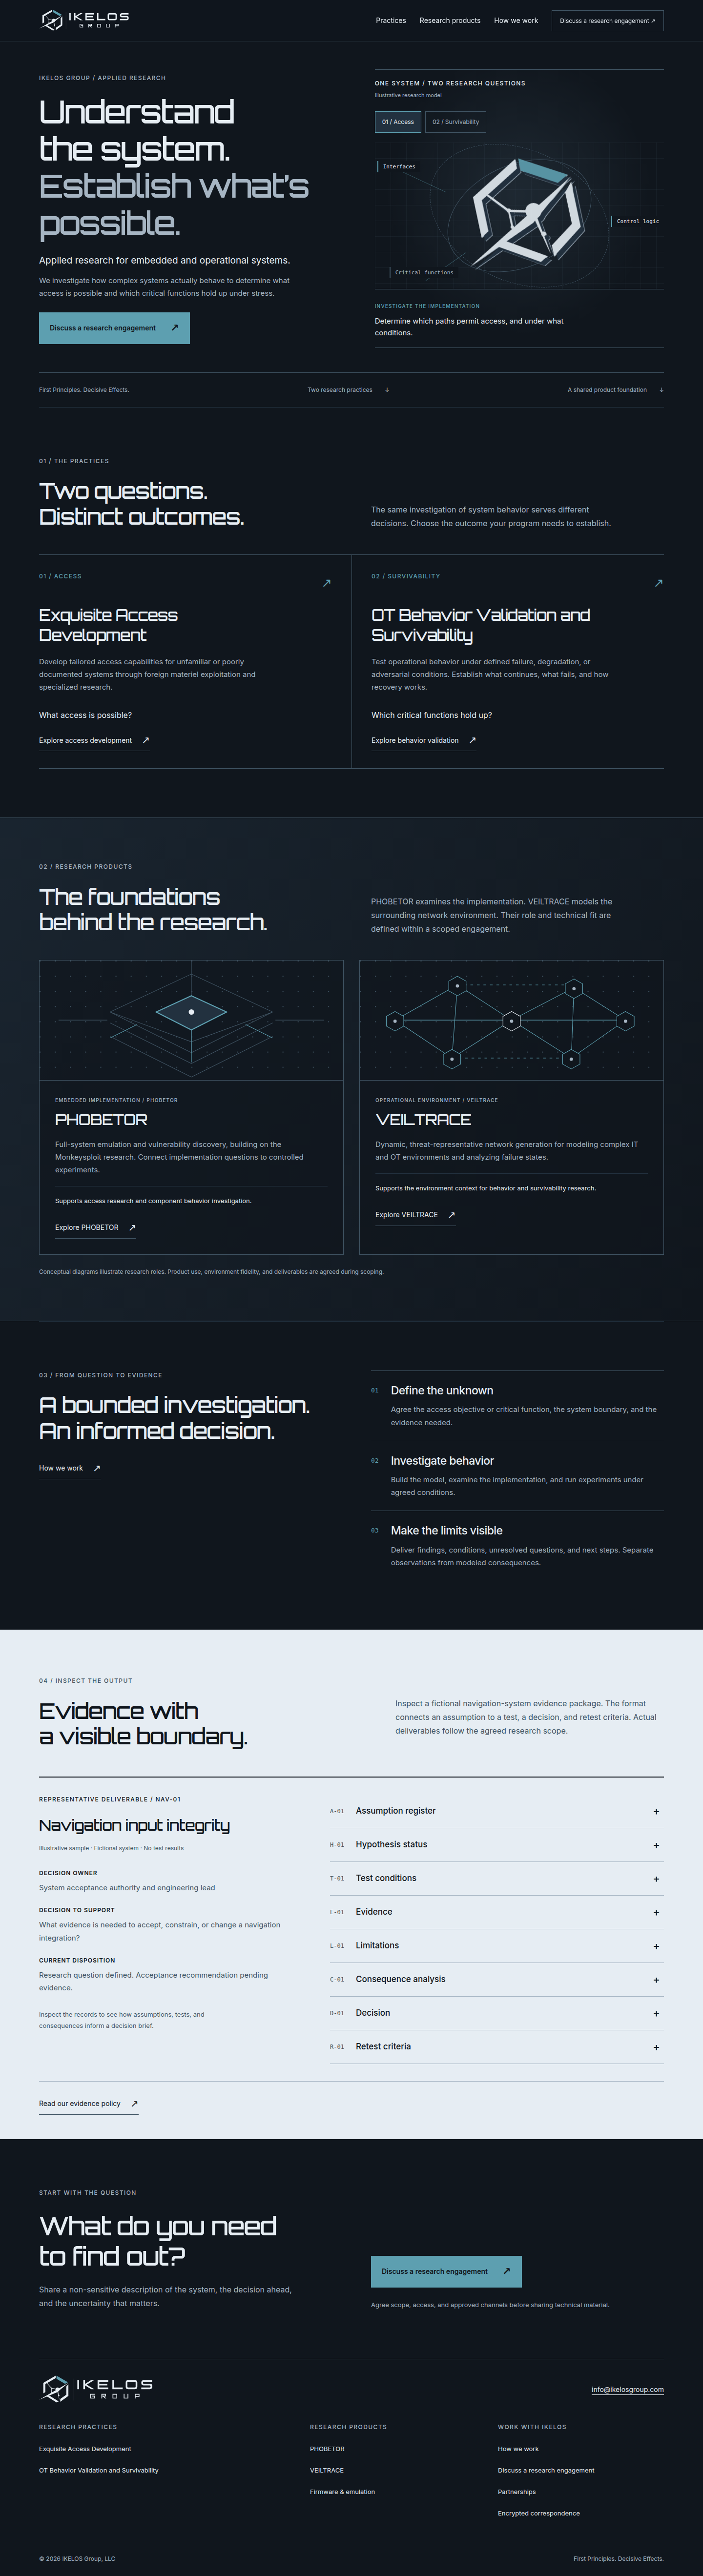 IKELOS
GROUP
Practices
Research products
How we work
Discuss a research engagement ↗
IKELOS GROUP / APPLIED RESEARCH
Understand
the system.
Establish what's
possible.
Applied research for embedded and operational systems.
We investigate how complex systems actually behave to determine what
access is possible and which critical functions hold up under stress.
Discuss a research engagement ↗
ONE SYSTEM / TWO RESEARCH QUESTIONS
Illustrative research model
01 / Access
02 / Survivability
Interfaces
Control logic
Critical functions
INVESTIGATE THE IMPLEMENTATION
Determine which paths permit access, and under what
conditions.
First Principles. Decisive Effects.
Two research practices ↓
A shared product foundation ↓
01 / THE PRACTICES
Two questions.
Distinct outcomes.
The same investigation of system behavior serves different
decisions. Choose the outcome your program needs to establish.
01 / ACCESS ↗
Exquisite Access
Development
Develop tailored access capabilities for unfamiliar or poorly
documented systems through foreign materiel exploitation and
specialized research.
What access is possible?
Explore access development ↗
02 / SURVIVABILITY ↗
OT Behavior Validation and
Survivability
Test operational behavior under defined failure, degradation, or
adversarial conditions. Establish what continues, what fails, and how
recovery works.
Which critical functions hold up?
Explore behavior validation ↗
02 / RESEARCH PRODUCTS
The foundations
behind the research.
PHOBETOR examines the implementation. VEILTRACE models the
surrounding network environment. Their role and technical fit are
defined within a scoped engagement.
EMBEDDED IMPLEMENTATION / PHOBETOR
PHOBETOR
Full-system emulation and vulnerability discovery, building on the
Monkeysploit research. Connect implementation questions to controlled
experiments.
Supports access research and component behavior investigation.
Explore PHOBETOR ↗
OPERATIONAL ENVIRONMENT / VEILTRACE
VEILTRACE
Dynamic, threat-representative network generation for modeling complex IT
and OT environments and analyzing failure states.
Supports the environment context for behavior and survivability research.
Explore VEILTRACE ↗
Conceptual diagrams illustrate research roles. Product use, environment fidelity, and deliverables are agreed during scoping.
03 / FROM QUESTION TO EVIDENCE
A bounded investigation.
An informed decision.
How we work ↗
01 Define the unknown
Agree the access objective or critical function, the system boundary, and the
evidence needed.
02 Investigate behavior
Build the model, examine the implementation, and run experiments under
agreed conditions.
03 Make the limits visible
Deliver findings, conditions, unresolved questions, and next steps. Separate
observations from modeled consequences.
04 / INSPECT THE OUTPUT
Evidence with
a visible boundary.
Inspect a fictional navigation-system evidence package. The format
connects an assumption to a test, a decision, and retest criteria. Actual
deliverables follow the agreed research scope.
REPRESENTATIVE DELIVERABLE / NAV-01
Navigation input integrity
Illustrative sample · Fictional system · No test results
DECISION OWNER
System acceptance authority and engineering lead
DECISION TO SUPPORT
What evidence is needed to accept, constrain, or change a navigation
integration?
CURRENT DISPOSITION
Research question defined. Acceptance recommendation pending
evidence.
Inspect the records to see how assumptions, tests, and
consequences inform a decision brief.
A-01 Assumption register +
H-01 Hypothesis status +
T-01 Test conditions +
E-01 Evidence +
L-01 Limitations +
C-01 Consequence analysis +
D-01 Decision +
R-01 Retest criteria +
Read our evidence policy ↗
START WITH THE QUESTION
What do you need
to find out?
Share a non-sensitive description of the system, the decision ahead,
and the uncertainty that matters.
Discuss a research engagement ↗
Agree scope, access, and approved channels before sharing technical material.
IKELOS
GROUP
info@ikelosgroup.com
RESEARCH PRACTICES
Exquisite Access Development
OT Behavior Validation and Survivability
RESEARCH PRODUCTS
PHOBETOR
VEILTRACE
Firmware & emulation
WORK WITH IKELOS
How we work
Discuss a research engagement
Partnerships
Encrypted correspondence
© 2026 IKELOS Group, LLC
First Principles. Decisive Effects.